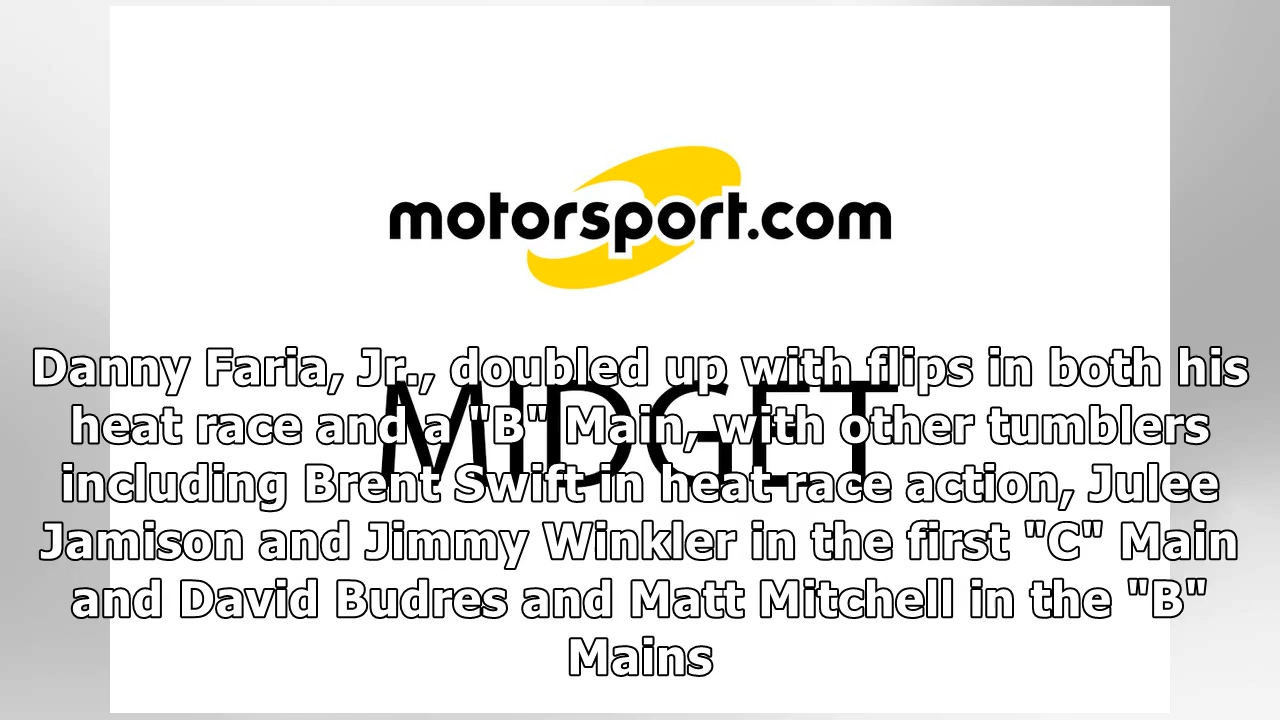 motorsport.com
MIDGET
Danny Faria, Jr., doubled up with flips in both his
heat race and a "B" Main, with other tumblers
including Brent Swift in heat race action, Julee
Jamison and Jimmy Winkler in the first "C" Main
and David Budres and Matt Mitchell in the "B"
Mains